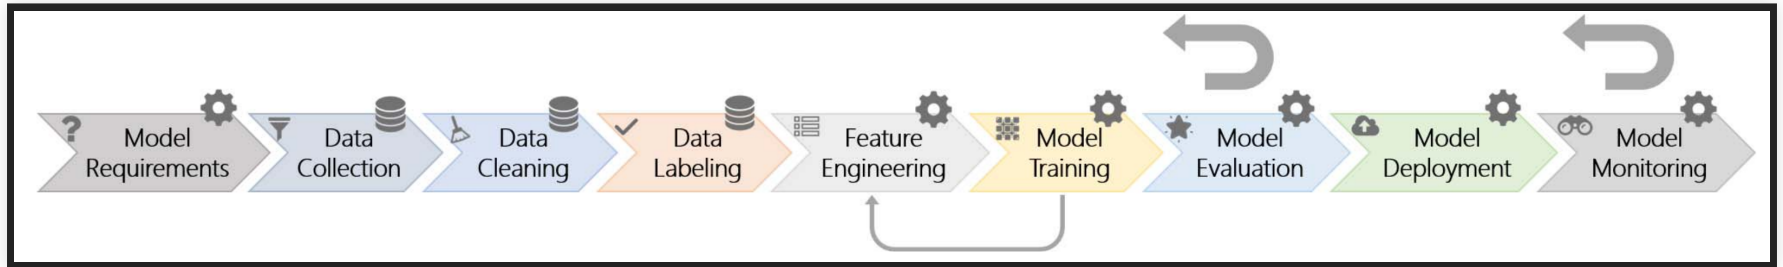 Model
Requirements
Data
Collection
Data
Cleaning
Data
Labeling
Feature
Engineering
Model
Training
Model
Evaluation
Model
Deployment
Model
Monitoring